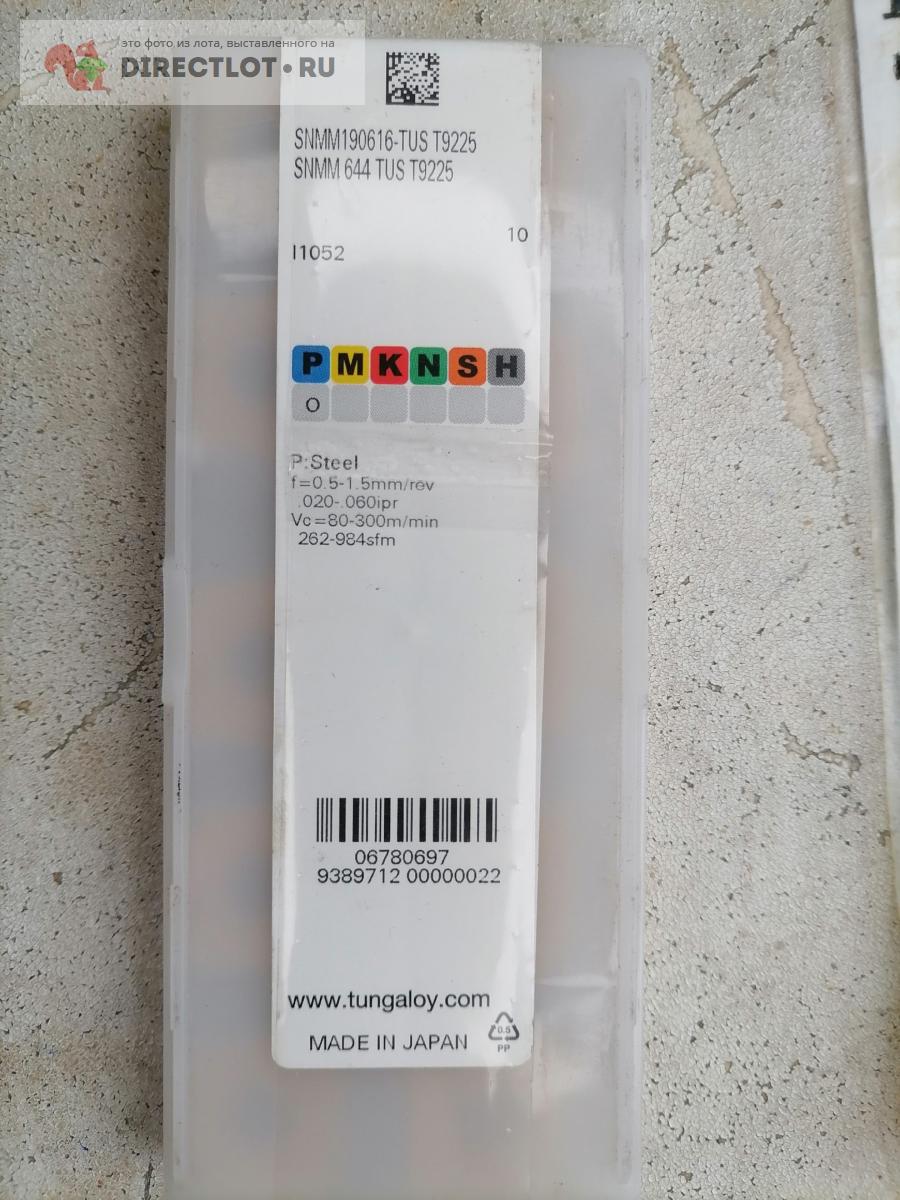 это фото из лота, выставленного на
DIRECTLOT.RU
SNMM190616-TUS T9225
SNMM 644 TUS T9225
10
I1052
P M K N S H
O
P:Steel
f=0.5-1.5mm/rev
.020-.060ipr
Vc=80-300m/min
262-984sfm
06780697
9389712 00000022
www.tungaloy.com
MADE IN JAPAN
0.5
PP